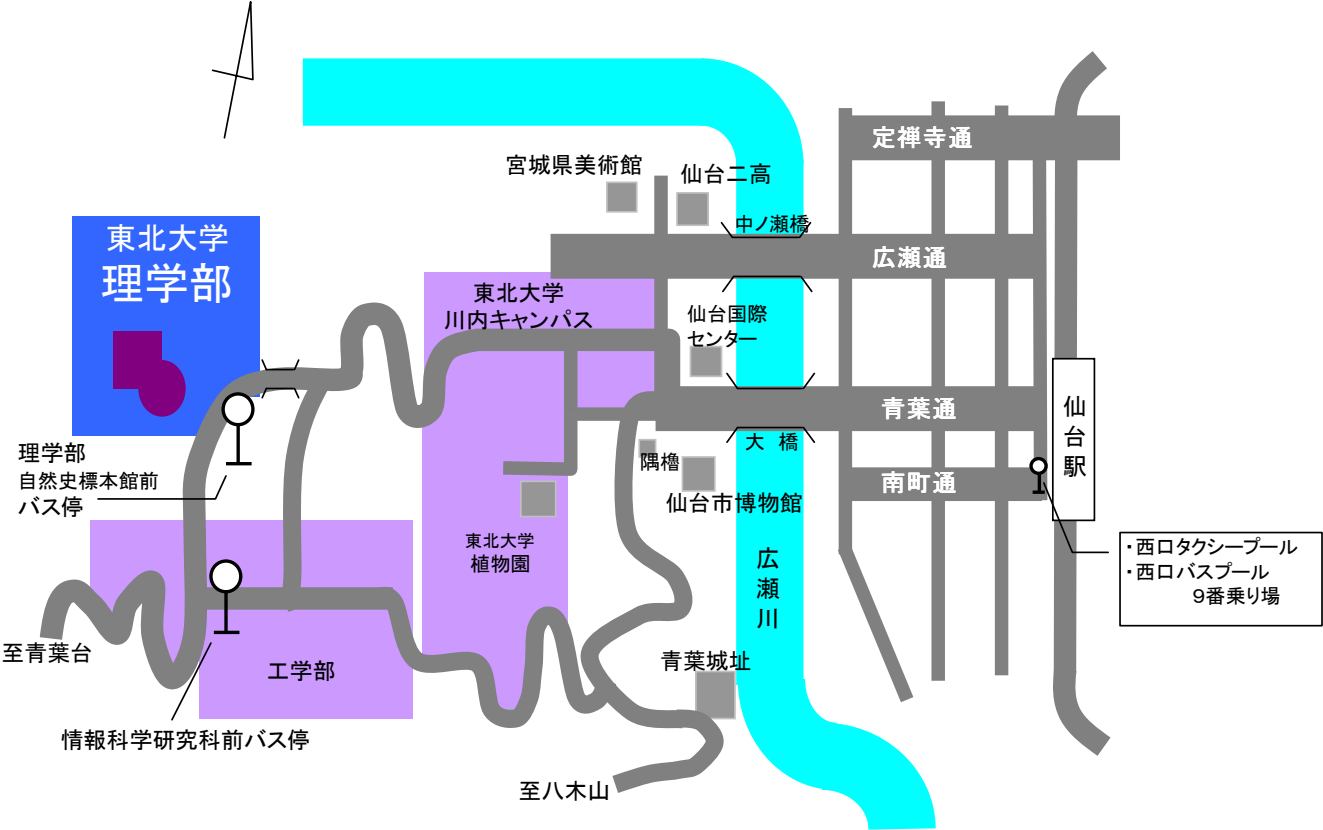 定禅寺通
宮城県美術館
仙台二高
中ノ瀬橋
東北大学
理学部
広瀬通
東北大学
川内キャンパス
仙台国際
センター
青葉通
仙台駅
大 橋
理学部
自然史標本館前
バス停
隅櫓
南町通
仙台市博物館
東北大学
植物園
広瀬川
・西口タクシープール
・西口バスプール
9番乗り場
至青葉台
工学部
青葉城址
情報科学研究科前バス停
至八木山